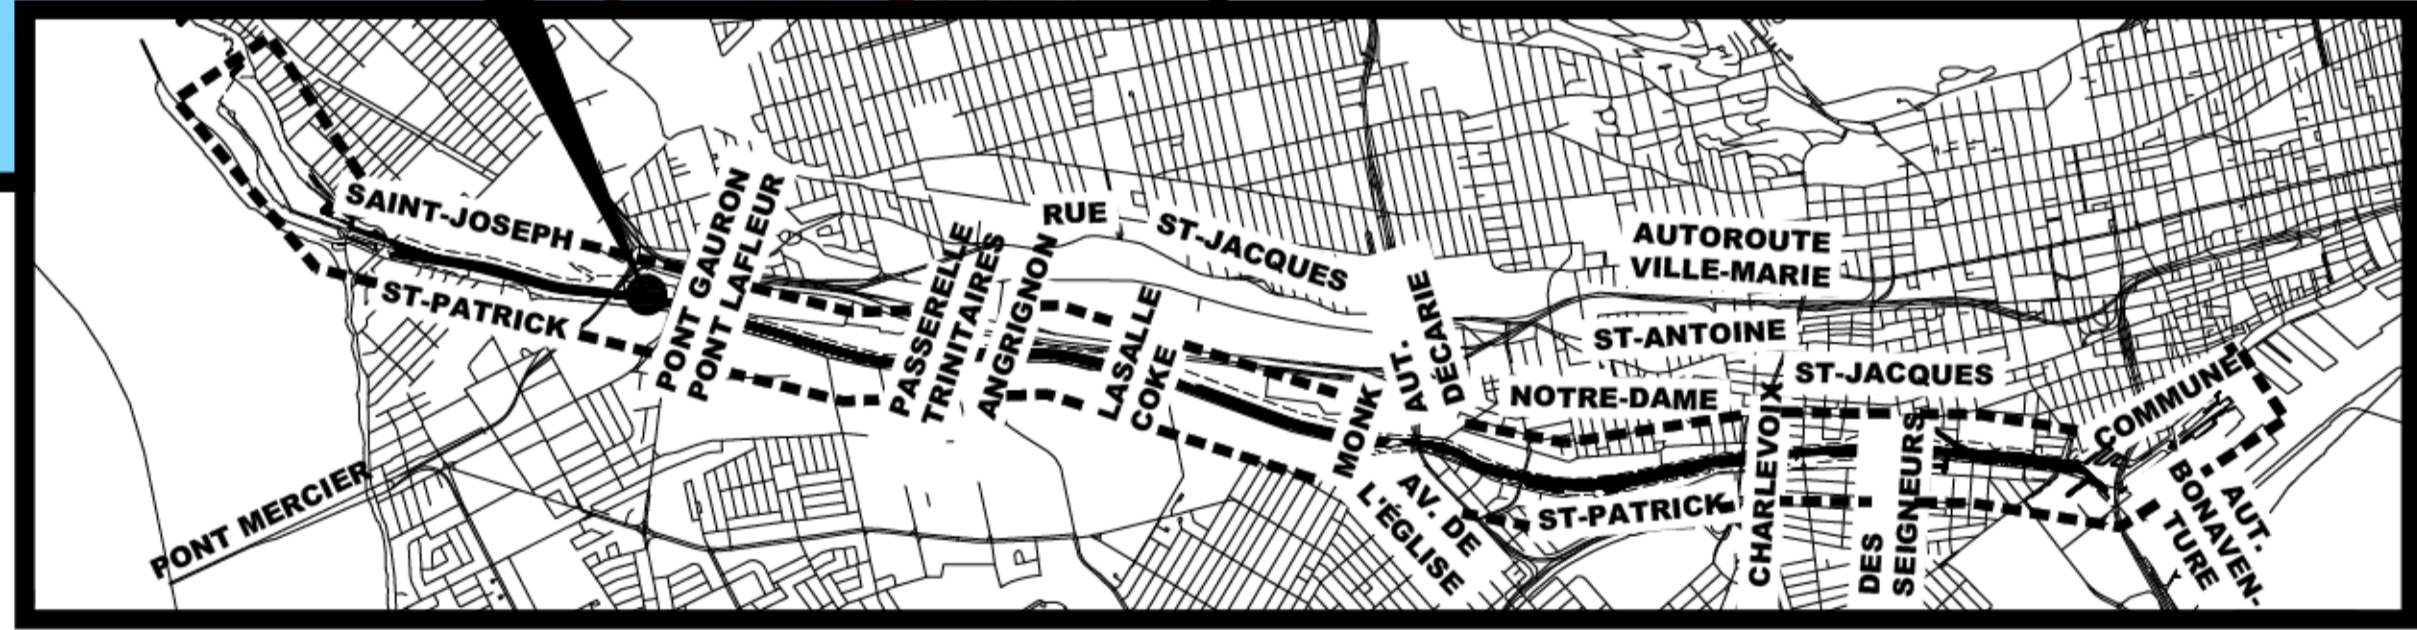 SAINT-JOSEPH
ST-PATRICK
PONT MERCIER
PONT GAURON
PONT LAFLEUR
PASSERELLE
TRINITAIRES
ANGRIGNON
RUE
ST-JACQUES
LASALLE
COKE
MONK
AUT.
DÉCARIE
AV. DE
L'ÉGLISE
AUTOROUTE
VILLE-MARIE
ST-ANTOINE
NOTRE-DAME
ST-JACQUES
ST-PATRICK
CHARLEVOIX
DES
SEIGNEURS
COMMUNE
AUT.
BONAVEN-
TURE